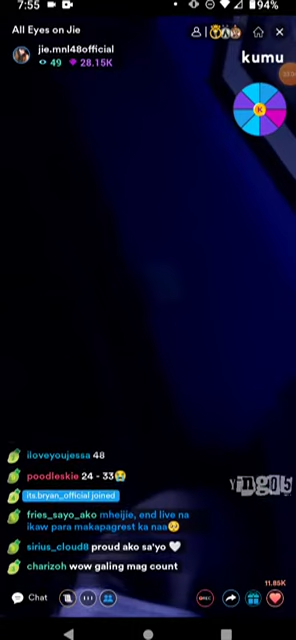 7:55
94%
All Eyes on Jie
jie.mnl48official
49 28.15K
kumu
K
iloveyoujessa 48
poodleskie 24 - 33😭
its.bryan_official joined
fries_sayo_ako mheijie, end live na
ikaw para makapagrest ka naa🥺
Yngo5
sirius_cloud8 proud ako sa'yo 🤍
charizoh wow galing mag count
11.85K
Chat